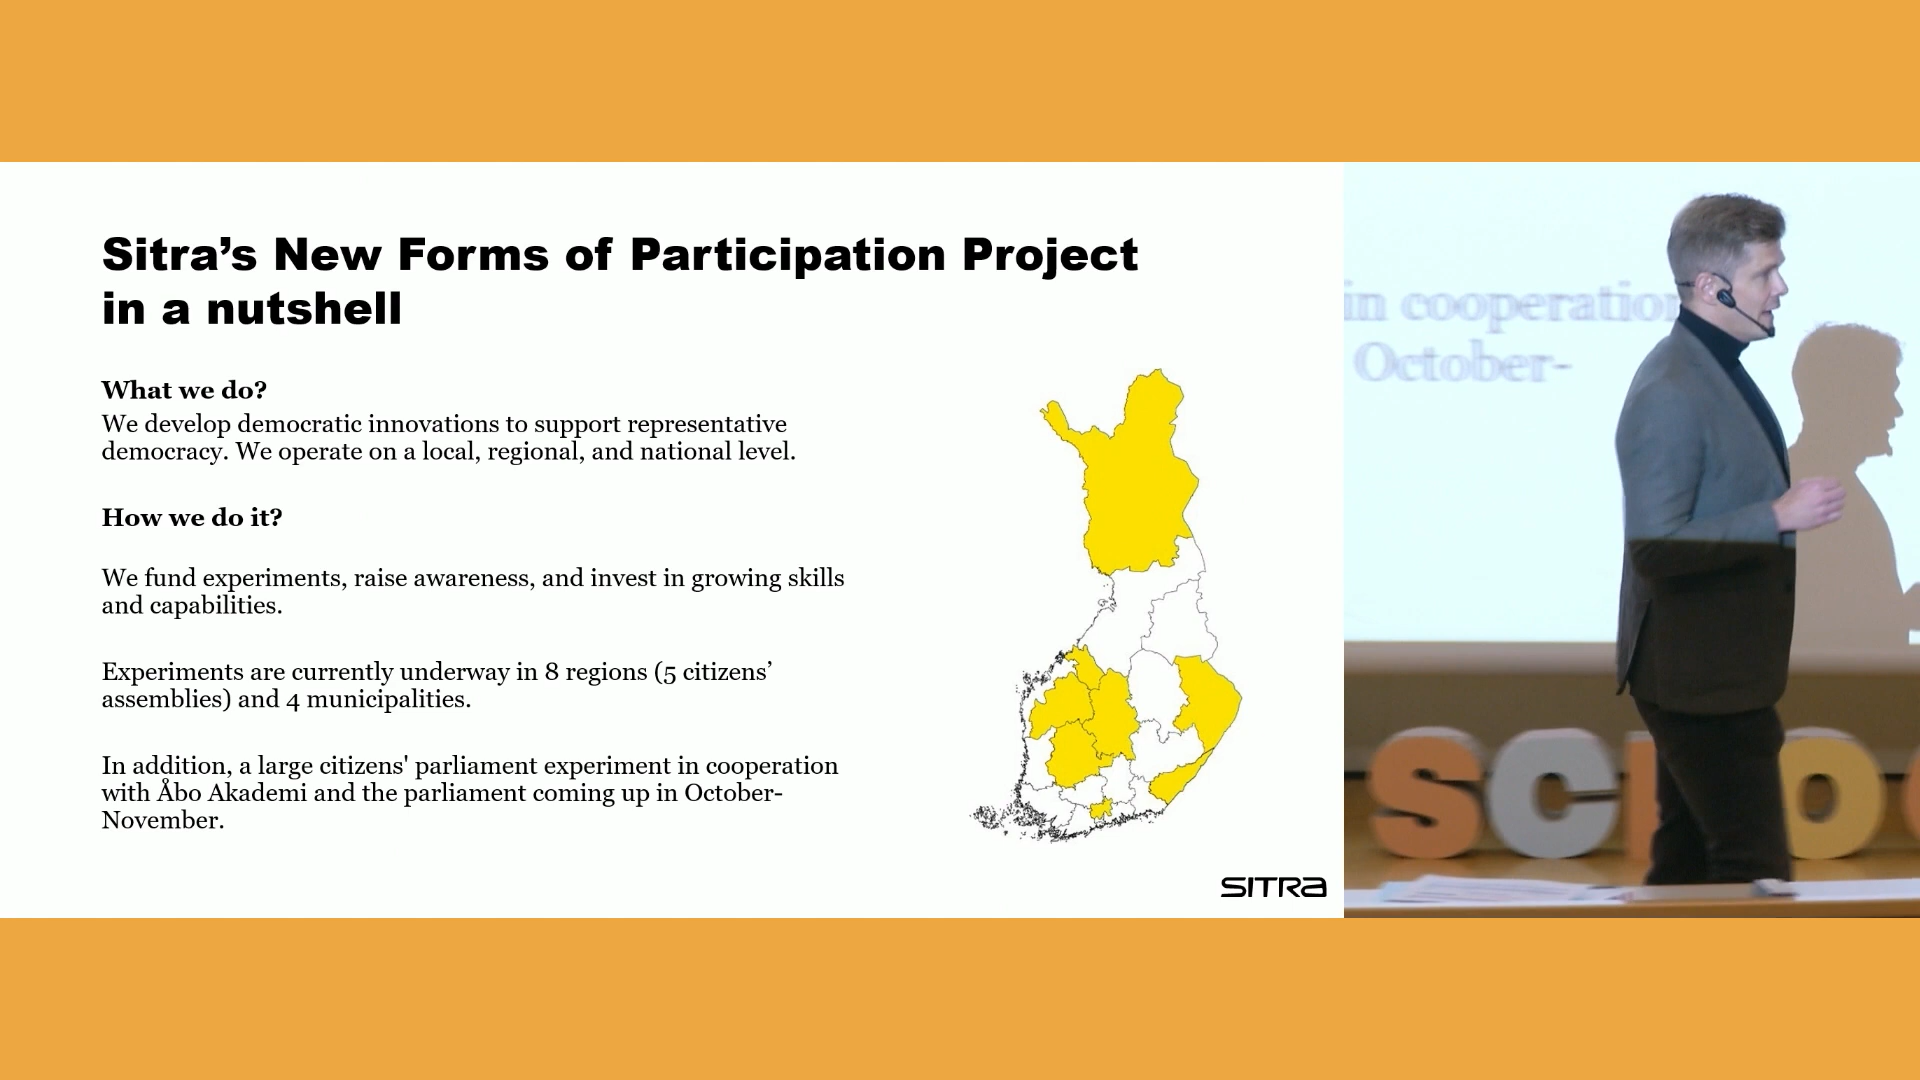 Sitra’s New Forms of Participation Project
in a nutshell
What we do?
We develop democratic innovations to support representative
democracy. We operate on a local, regional, and national level.
How we do it?
We fund experiments, raise awareness, and invest in growing skills
and capabilities.
Experiments are currently underway in 8 regions (5 citizens’
assemblies) and 4 municipalities.
In addition, a large citizens' parliament experiment in cooperation
with Åbo Akademi and the parliament coming up in October-
November.
SITRA
in cooperation
October-
SC